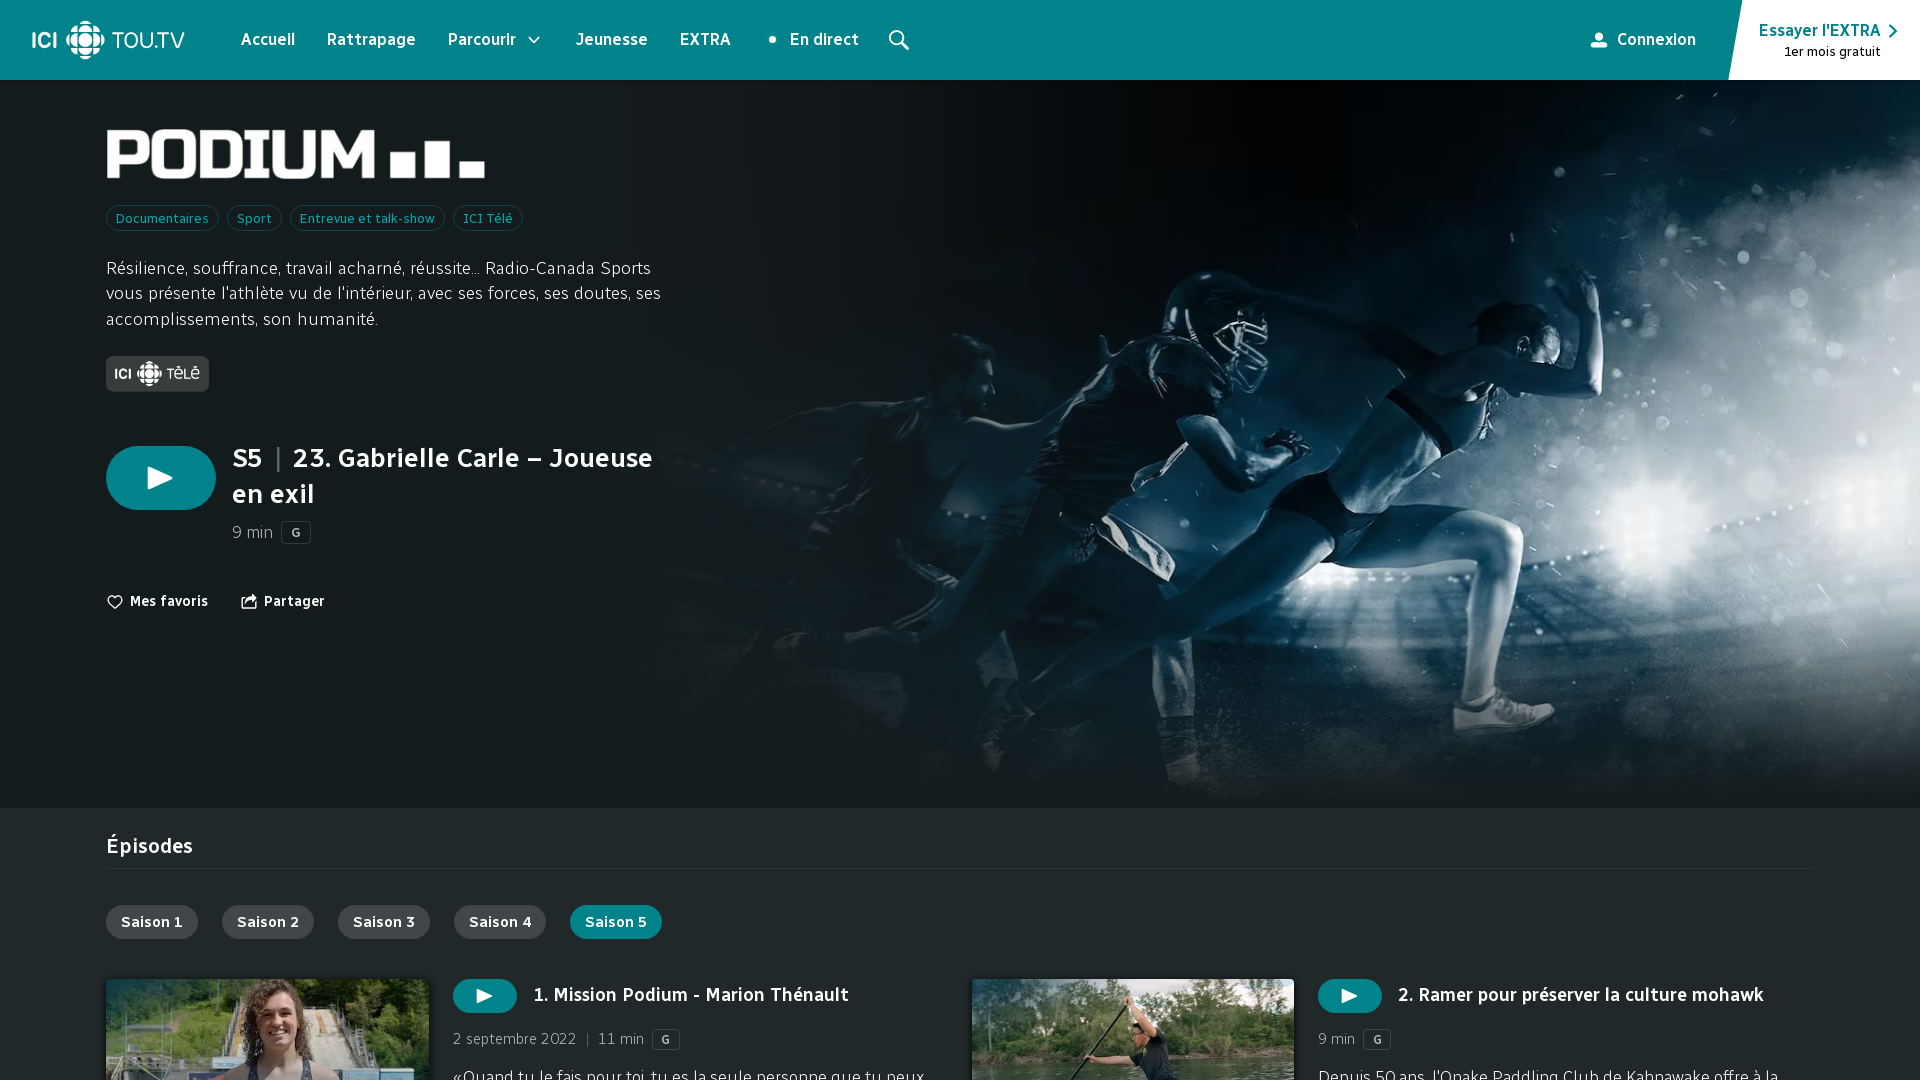 ICI TOU.TV
Accueil
Rattrapage
Parcourir
Jeunesse
EXTRA
En direct
Connexion
Essayer l'EXTRA
1er mois gratuit
PODIUM
Documentaires
Sport
Entrevue et talk-show
ICI Télé
Résilience, souffrance, travail acharné, réussite... Radio-Canada Sports
vous présente l'athlète vu de l'intérieur, avec ses forces, ses doutes, ses
accomplissements, son humanité.
ICI TÉLÉ
S5 | 23. Gabrielle Carle – Joueuse
en exil
9 min G
Mes favoris
Partager
Épisodes
Saison 1
Saison 2
Saison 3
Saison 4
Saison 5
1. Mission Podium - Marion Thénault
2 septembre 2022 | 11 min G
«Quand tu le fais pour toi, tu es la seule personne que tu peux
2. Ramer pour préserver la culture mohawk
9 min G
Depuis 50 ans, l'Onake Paddling Club de Kahnawake offre à la